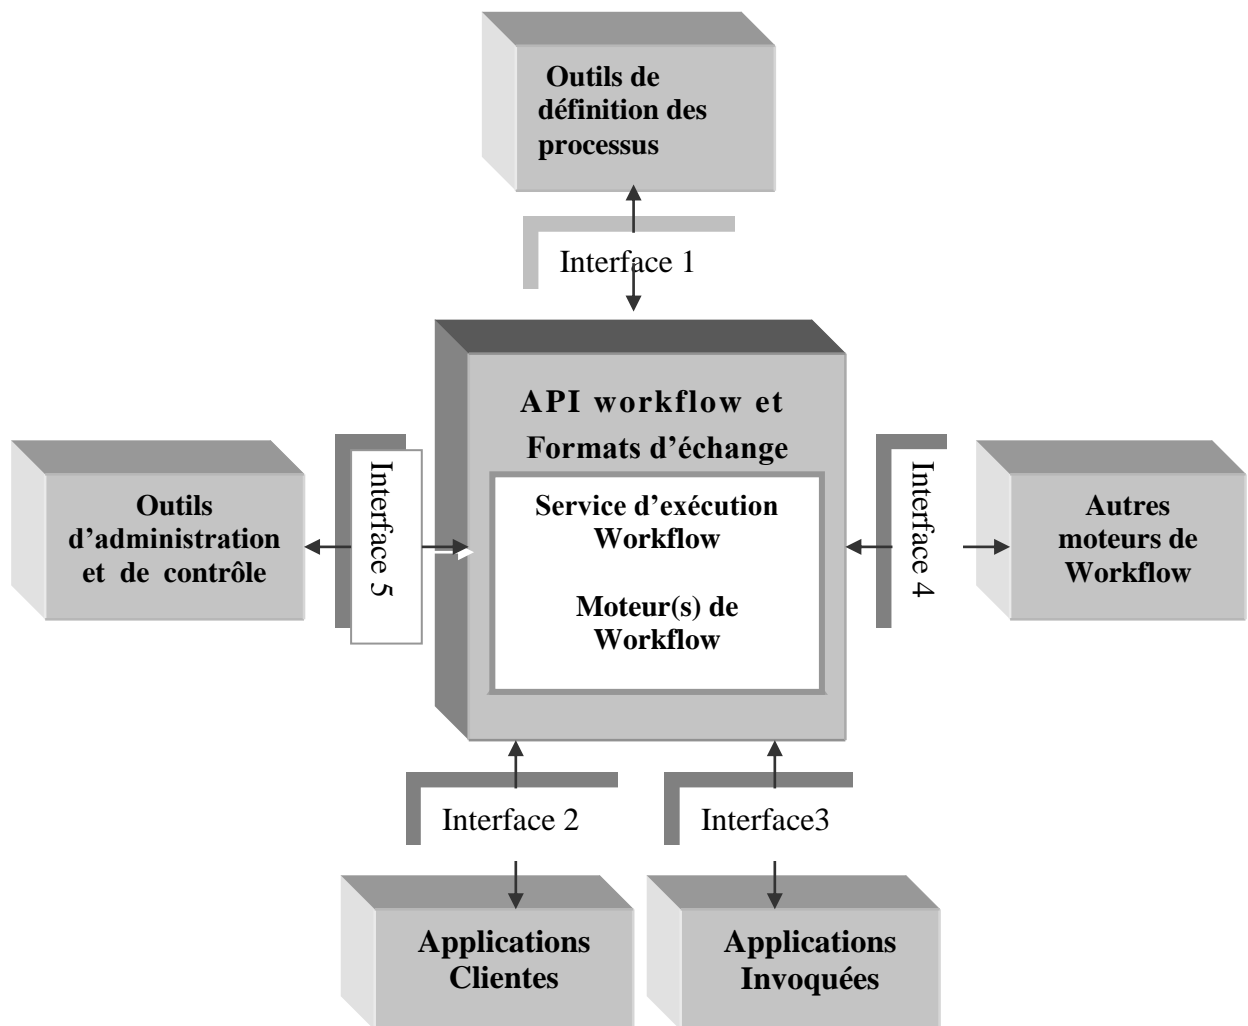 Outils de
définition des
processus
Interface 1
API workflow et
Formats d’échange
Service d’exécution
Workflow
Moteur(s) de
Workflow
Outils
d’administration
et de contrôle
Interface 5
Interface 4
Autres
moteurs de
Workflow
Interface 2
Interface3
Applications
Clientes
Applications
Invoquées